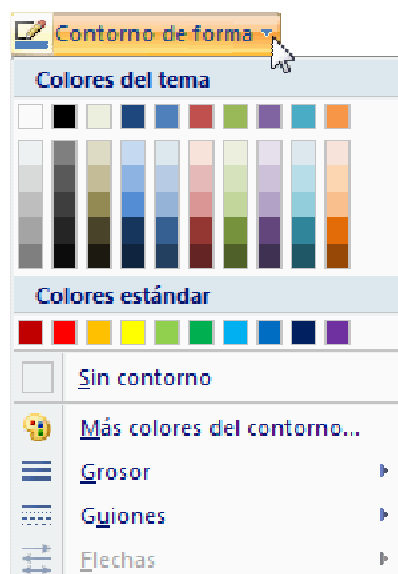 Contorno de forma
Colores del tema
Colores estándar
Sin contorno
Más colores del contorno...
Grosor
Guiones
Flechas